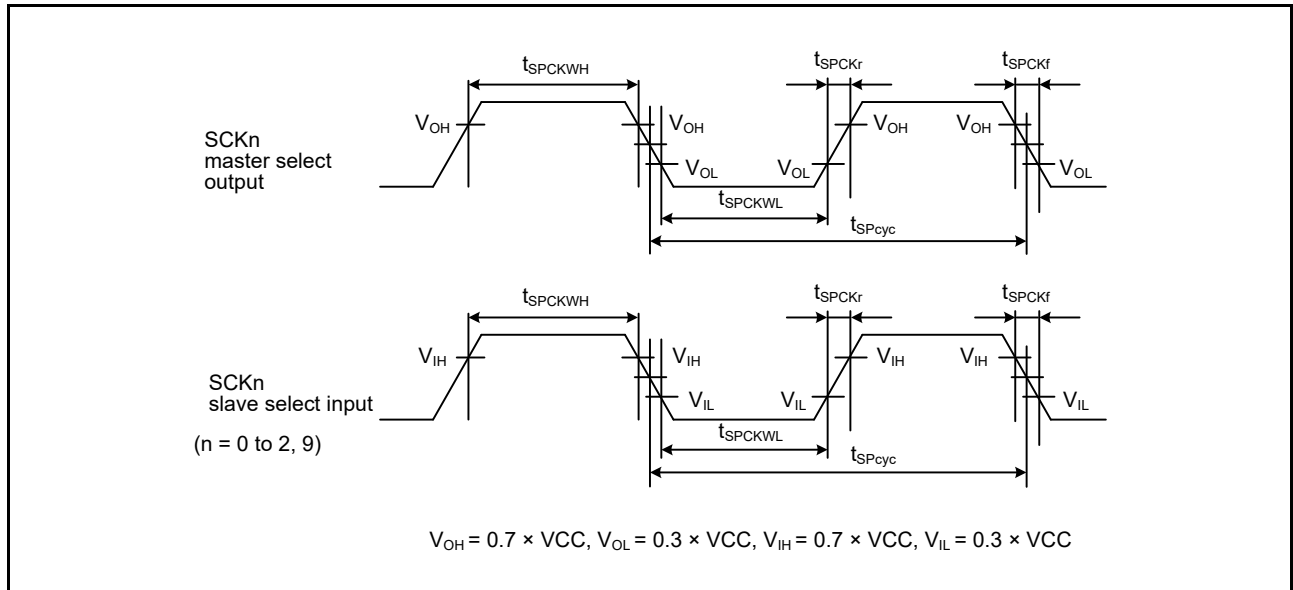 tSPCKWH
tSPCKr
tSPCKf
VOH
VOH
VOH
VOH
SCKn
master select
output
VOL
VOL
VOL
tSPCKWL
tSPcyc
tSPCKWH
tSPCKr
tSPCKf
VIH
VIH
VIH
VIH
SCKn
slave select input
(n = 0 to 2, 9)
VIL
VIL
VIL
tSPCKWL
tSPcyc
VOH = 0.7 × VCC, VOL = 0.3 × VCC, VIH = 0.7 × VCC, VIL = 0.3 × VCC